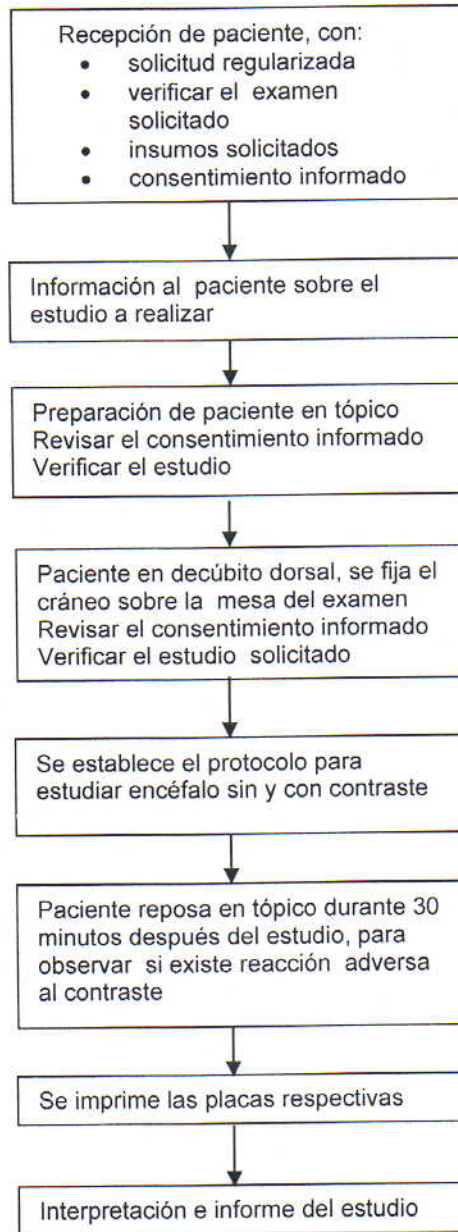 Recepción de paciente, con:
• solicitud regularizada
• verificar el examen
solicitado
• insumos solicitados
• consentimiento informado
Información al paciente sobre el
estudio a realizar
Preparación de paciente en tópico
Revisar el consentimiento informado
Verificar el estudio
Paciente en decúbito dorsal, se fija el
cráneo sobre la mesa del examen
Revisar el consentimiento informado
Verificar el estudio solicitado
Se establece el protocolo para
estudiar encéfalo sin y con contraste
Paciente reposa en tópico durante 30
minutos después del estudio, para
observar si existe reacción adversa
al contraste
Se imprime las placas respectivas
Interpretación e informe del estudio